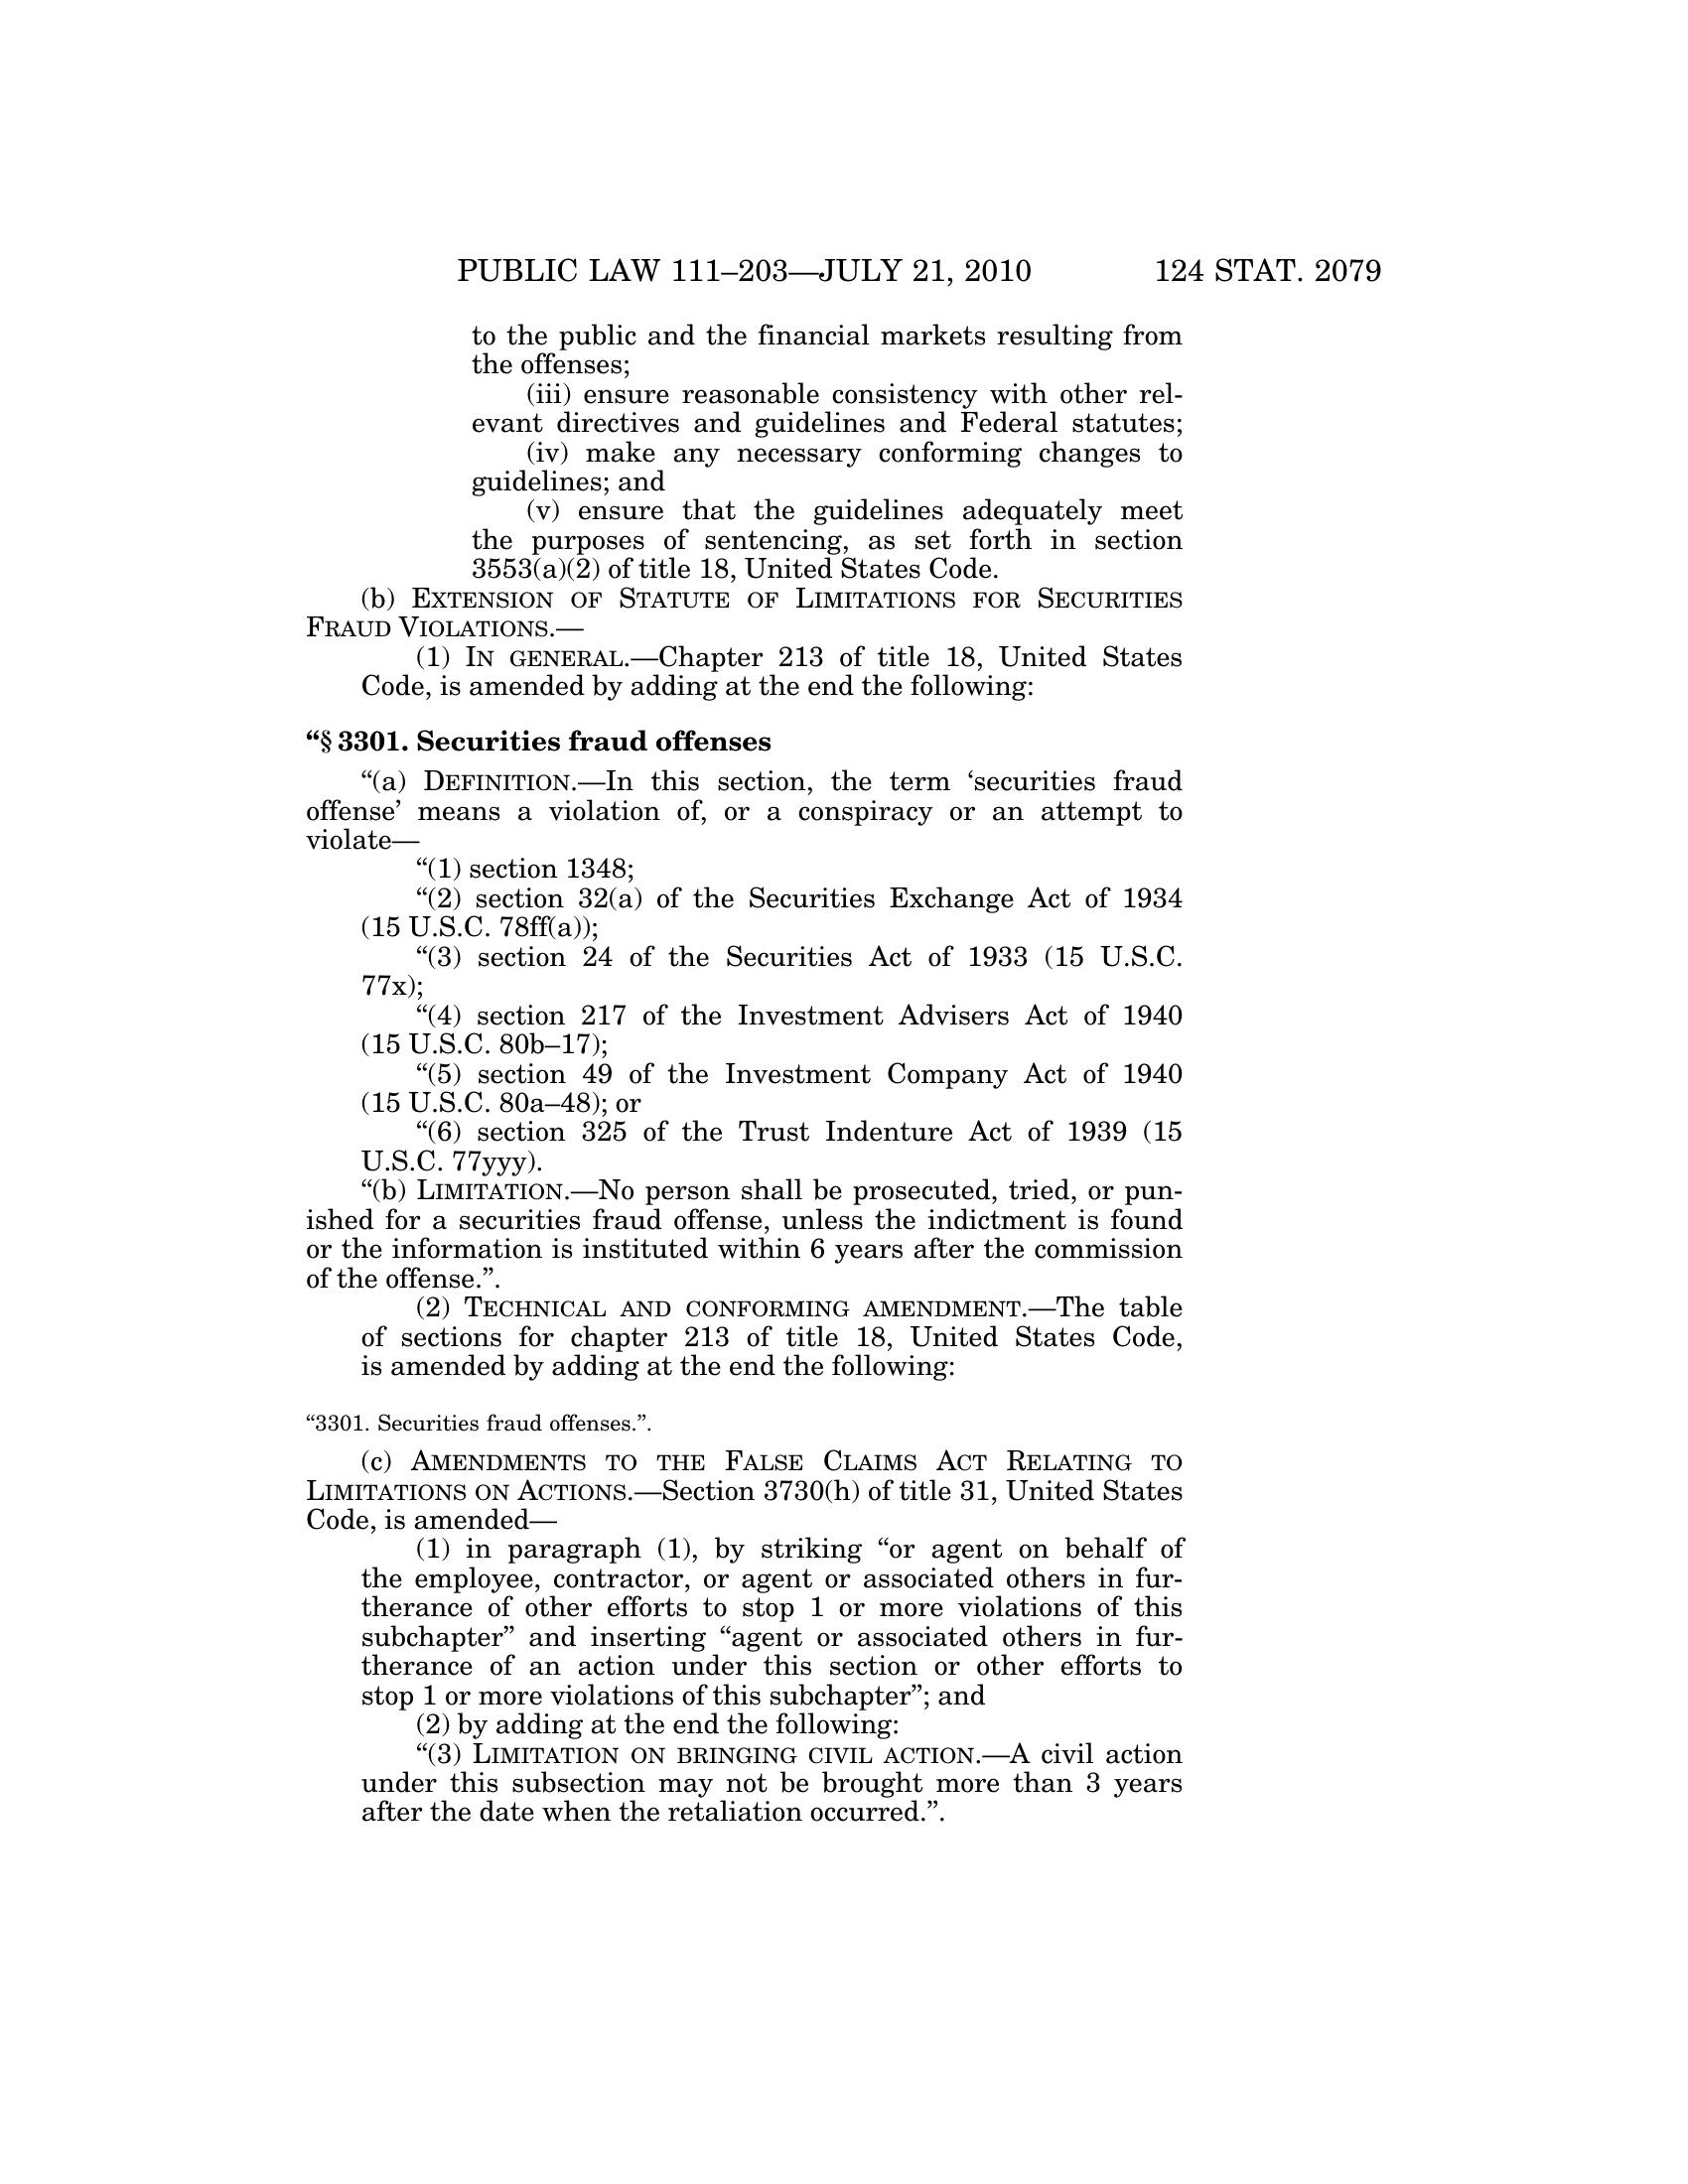 PUBLIC LAW 111–203—JULY 21, 2010 124 STAT. 2079
to the public and the financial markets resulting from
the offenses;
(iii) ensure reasonable consistency with other rel-
evant directives and guidelines and Federal statutes;
(iv) make any necessary conforming changes to
guidelines; and
(v) ensure that the guidelines adequately meet
the purposes of sentencing, as set forth in section
3553(a)(2) of title 18, United States Code.
(b) EXTENSION OF STATUTE OF LIMITATIONS FOR SECURITIES
FRAUD VIOLATIONS.—
(1) IN GENERAL.—Chapter 213 of title 18, United States
Code, is amended by adding at the end the following:
“§ 3301. Securities fraud offenses
“(a) DEFINITION.—In this section, the term ‘securities fraud
offense’ means a violation of, or a conspiracy or an attempt to
violate—
“(1) section 1348;
“(2) section 32(a) of the Securities Exchange Act of 1934
(15 U.S.C. 78ff(a));
“(3) section 24 of the Securities Act of 1933 (15 U.S.C.
77x);
“(4) section 217 of the Investment Advisers Act of 1940
(15 U.S.C. 80b–17);
“(5) section 49 of the Investment Company Act of 1940
(15 U.S.C. 80a–48); or
“(6) section 325 of the Trust Indenture Act of 1939 (15
U.S.C. 77yyy).
“(b) LIMITATION.—No person shall be prosecuted, tried, or pun-
ished for a securities fraud offense, unless the indictment is found
or the information is instituted within 6 years after the commission
of the offense.”.
(2) TECHNICAL AND CONFORMING AMENDMENT.—The table
of sections for chapter 213 of title 18, United States Code,
is amended by adding at the end the following:
“3301. Securities fraud offenses.”.
(c) AMENDMENTS TO THE FALSE CLAIMS ACT RELATING TO
LIMITATIONS ON ACTIONS.—Section 3730(h) of title 31, United States
Code, is amended—
(1) in paragraph (1), by striking “or agent on behalf of
the employee, contractor, or agent or associated others in fur-
therance of other efforts to stop 1 or more violations of this
subchapter” and inserting “agent or associated others in fur-
therance of an action under this section or other efforts to
stop 1 or more violations of this subchapter”; and
(2) by adding at the end the following:
“(3) LIMITATION ON BRINGING CIVIL ACTION.—A civil action
under this subsection may not be brought more than 3 years
after the date when the retaliation occurred.”.